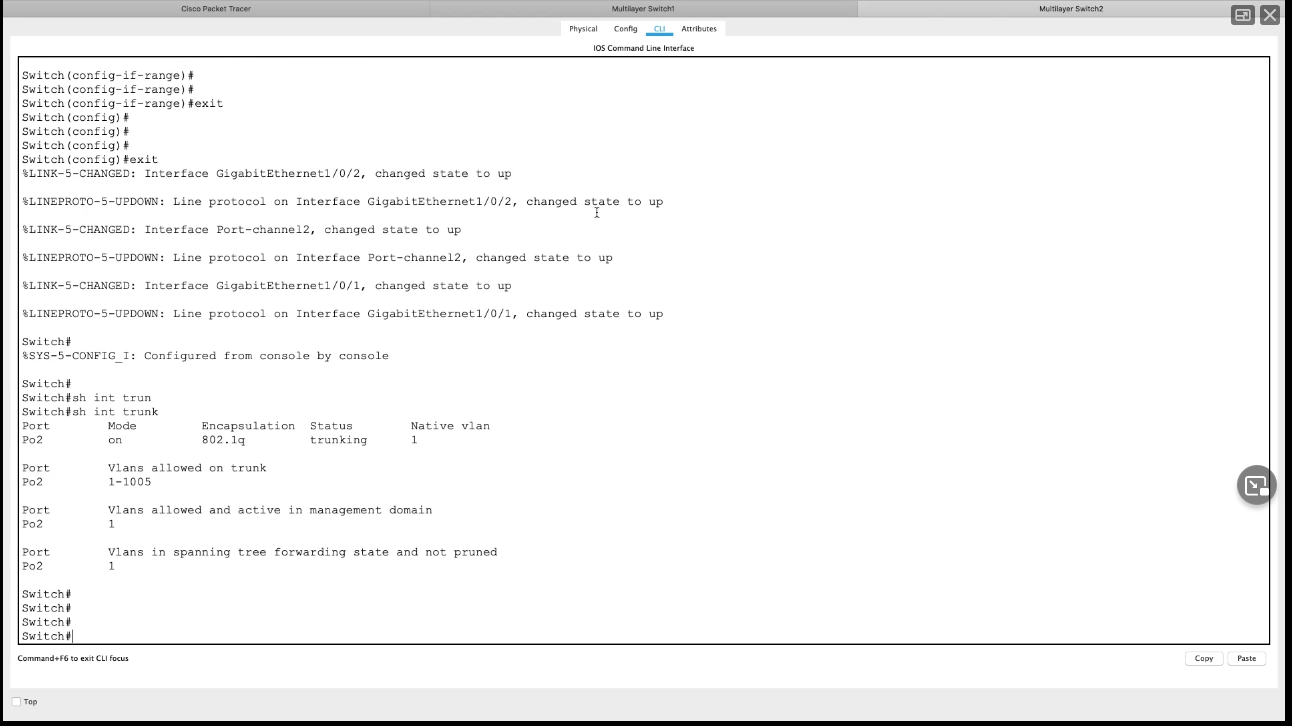 Cisco Packet Tracer Multilayer Switch1 Multilayer Switch2
Physical Config CLI Attributes
IOS Command Line Interface
Switch(config-if-range)#
Switch(config-if-range)#
Switch(config-if-range)#exit
Switch(config)#
Switch(config)#
Switch(config)#
Switch(config)#exit
%LINK-5-CHANGED: Interface GigabitEthernet1/0/2, changed state to up
%LINEPROTO-5-UPDOWN: Line protocol on Interface GigabitEthernet1/0/2, changed state to up
%LINK-5-CHANGED: Interface Port-channel2, changed state to up
%LINEPROTO-5-UPDOWN: Line protocol on Interface Port-channel2, changed state to up
%LINK-5-CHANGED: Interface GigabitEthernet1/0/1, changed state to up
%LINEPROTO-5-UPDOWN: Line protocol on Interface GigabitEthernet1/0/1, changed state to up
Switch#
%SYS-5-CONFIG_I: Configured from console by console
Switch#
Switch#sh int trun
Switch#sh int trunk
Port Mode Encapsulation Status Native vlan
Po2 on 802.1q trunking 1
Port Vlans allowed on trunk
Po2 1-1005
Port Vlans allowed and active in management domain
Po2 1
Port Vlans in spanning tree forwarding state and not pruned
Po2 1
Switch#
Switch#
Switch#
Switch#
Command+F6 to exit CLI focus Copy Paste
Top